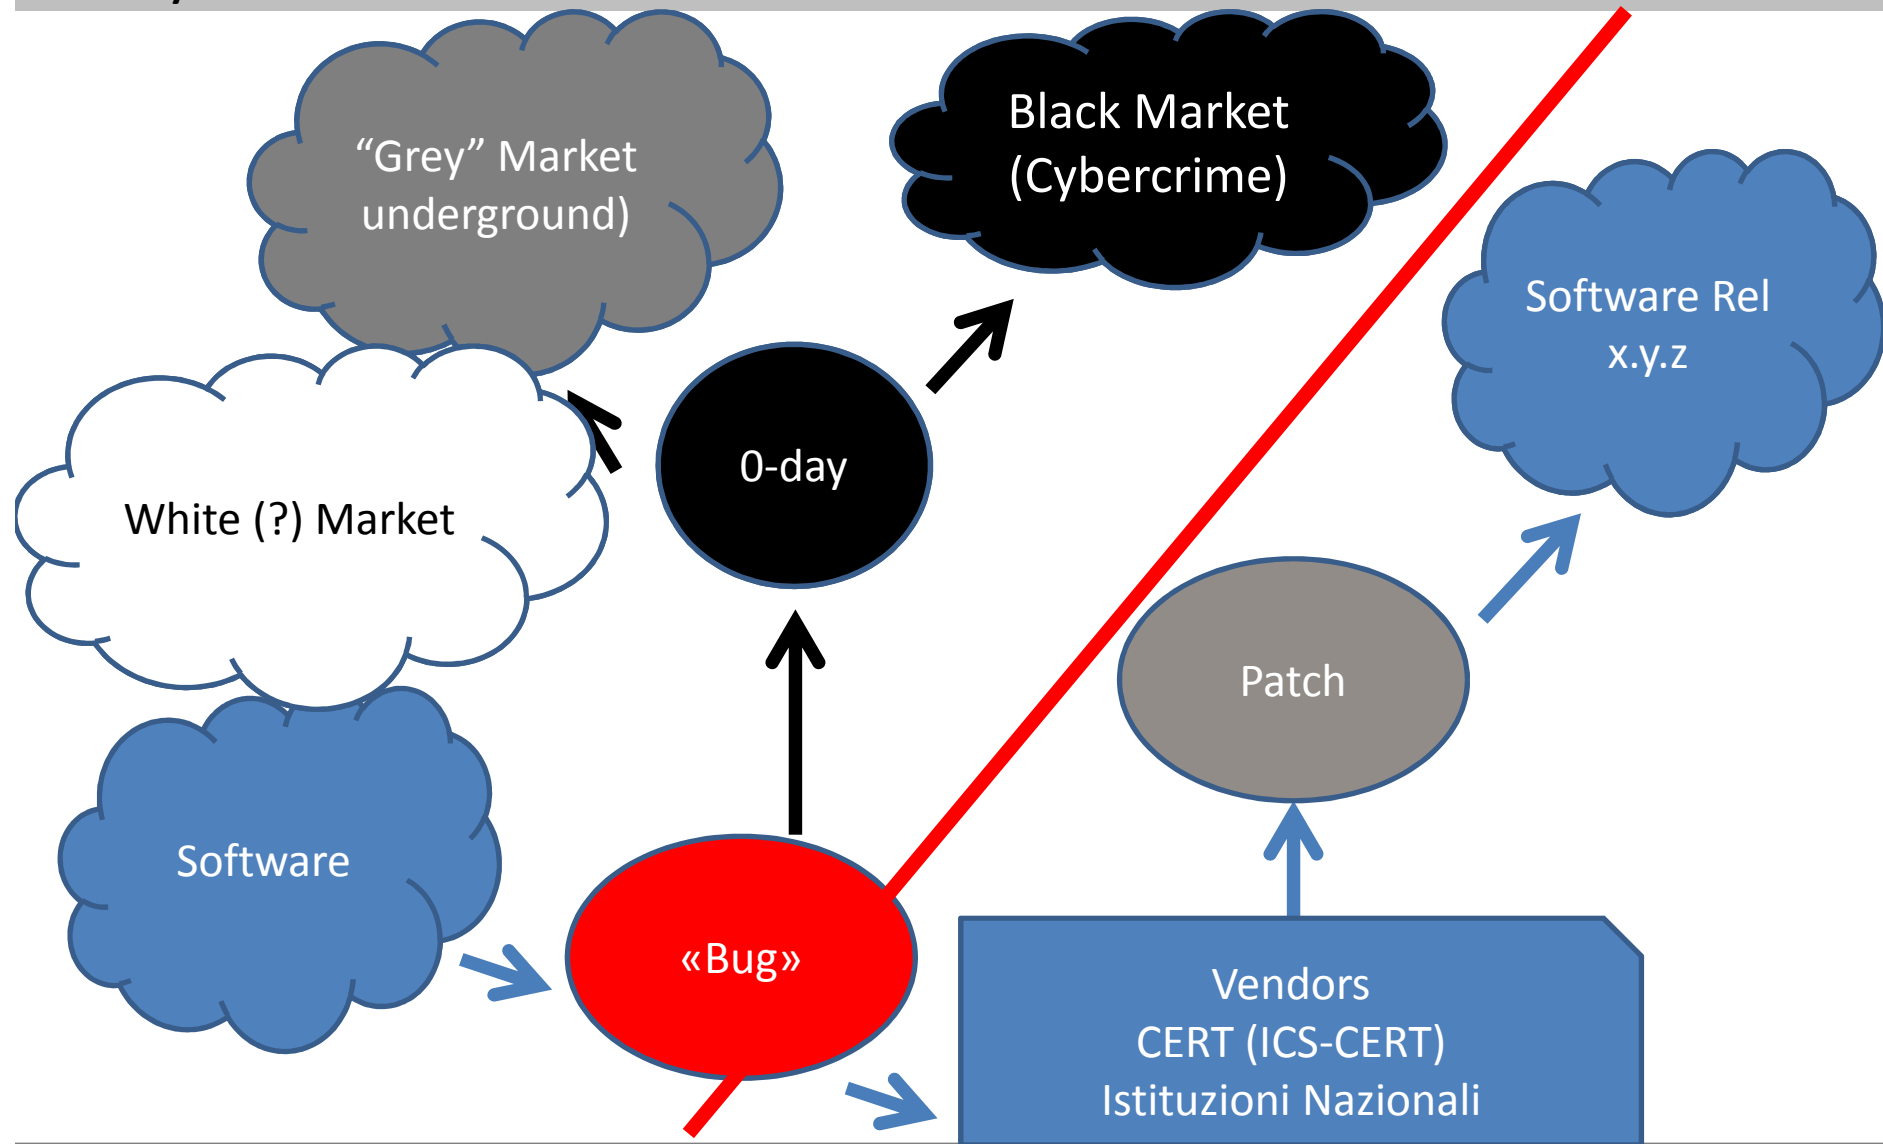 “Grey” Market
underground)
Black Market
(Cybercrime)
Software Rel
x.y.z
0-day
White (?) Market
Patch
Software
«Bug»
Vendors
CERT (ICS-CERT)
Istituzioni Nazionali